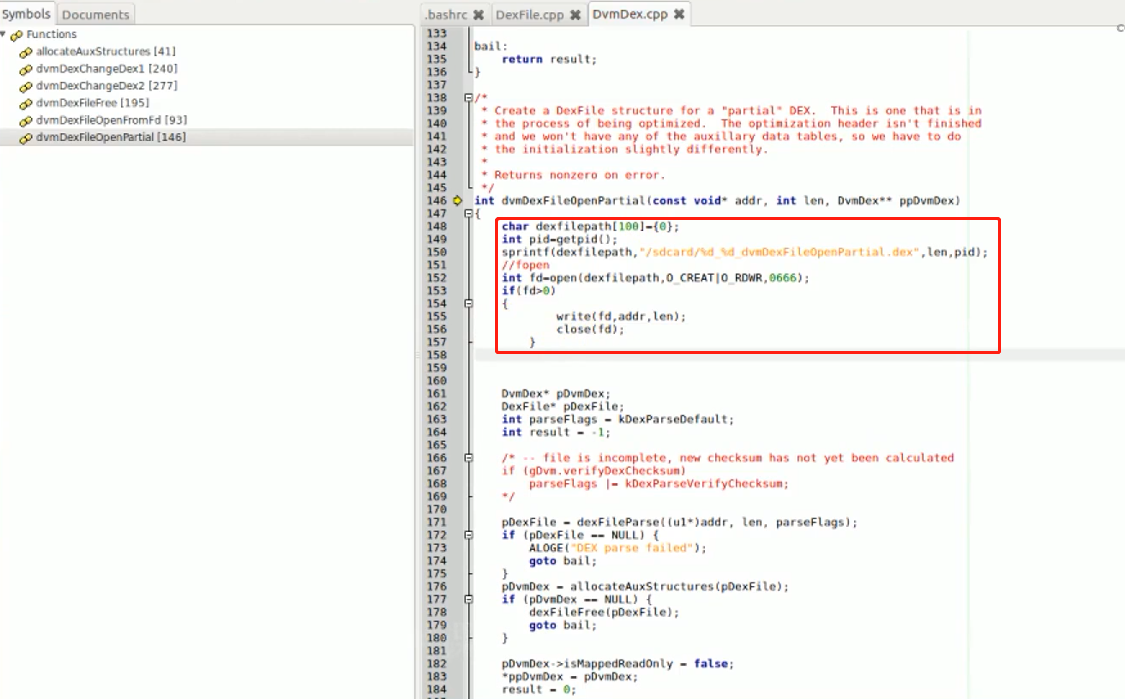 Symbols Documents
Functions
allocateAuxStructures [41]
dvmDexChangeDex1 [240]
dvmDexChangeDex2 [277]
dvmDexFileFree [195]
dvmDexFileOpenFromFd [93]
dvmDexFileOpenPartial [146]
.bashrc DexFile.cpp DvmDex.cpp
133
134 bail:
135 return result;
136 }
137
138 /*
139 * Create a DexFile structure for a "partial" DEX. This is one that is in
140 * the process of being optimized. The optimization header isn't finished
141 * and we won't have any of the auxillary data tables, so we have to do
142 * the initialization slightly differently.
143 *
144 * Returns nonzero on error.
145 */
146 int dvmDexFileOpenPartial(const void* addr, int len, DvmDex** ppDvmDex)
147 {
148 char dexfilepath[100]={0};
149 int pid=getpid();
150 sprintf(dexfilepath,"/sdcard/%d_%d_dvmDexFileOpenPartial.dex",len,pid);
151 //fopen
152 int fd=open(dexfilepath,O_CREAT|O_RDWR,0666);
153 if(fd>0)
154 {
155 write(fd,addr,len);
156 close(fd);
157 }
158
159
160
161 DvmDex* pDvmDex;
162 DexFile* pDexFile;
163 int parseFlags = kDexParseDefault;
164 int result = -1;
165
166 /* -- file is incomplete, new checksum has not yet been calculated
167 if (gDvm.verifyDexChecksum)
168 parseFlags |= kDexParseVerifyChecksum;
169 */
170
171 pDexFile = dexFileParse((u1*)addr, len, parseFlags);
172 if (pDexFile == NULL) {
173 ALOGE("DEX parse failed");
174 goto bail;
175 }
176 pDvmDex = allocateAuxStructures(pDexFile);
177 if (pDvmDex == NULL) {
178 dexFileFree(pDexFile);
179 goto bail;
180 }
181
182 pDvmDex->isMappedReadOnly = false;
183 *ppDvmDex = pDvmDex;
184 result = 0;